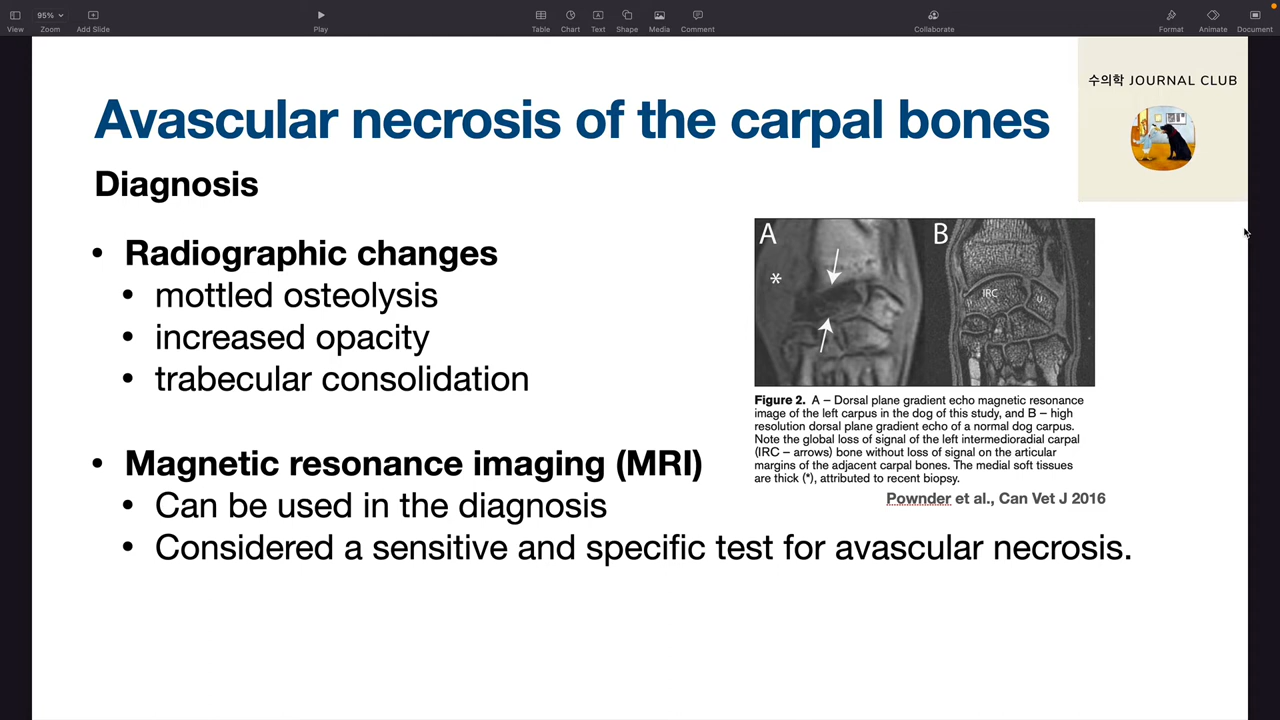 95%
View
Zoom
Add Slide
Play
Table
Chart
Text
Shape
Media
Comment
Collaborate
Format
Animate
Document
수의학 JOURNAL CLUB
Avascular necrosis of the carpal bones
Diagnosis
• Radiographic changes
• mottled osteolysis
• increased opacity
• trabecular consolidation
• Magnetic resonance imaging (MRI)
• Can be used in the diagnosis
• Considered a sensitive and specific test for avascular necrosis.
A
*
B
IRC
U
Figure 2. A – Dorsal plane gradient echo magnetic resonance
image of the left carpus in the dog of this study, and B – high
resolution dorsal plane gradient echo of a normal dog carpus.
Note the global loss of signal of the left intermedioradial carpal
(IRC – arrows) bone without loss of signal on the articular
margins of the adjacent carpal bones. The medial soft tissues
are thick (*), attributed to recent biopsy.
Pownder et al., Can Vet J 2016